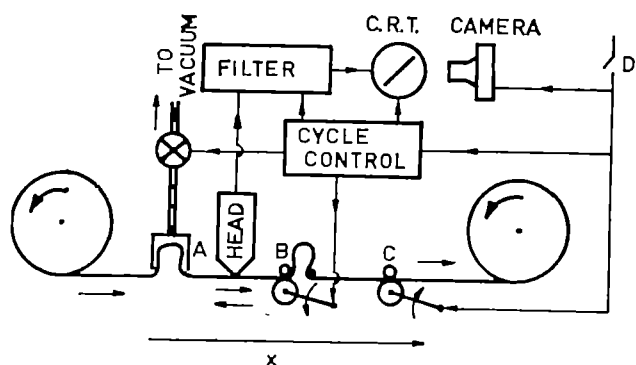 C.R.T.
CAMERA
TO
VACUUM
FILTER
D
CYCLE
CONTROL
A
HEAD
B
C
x